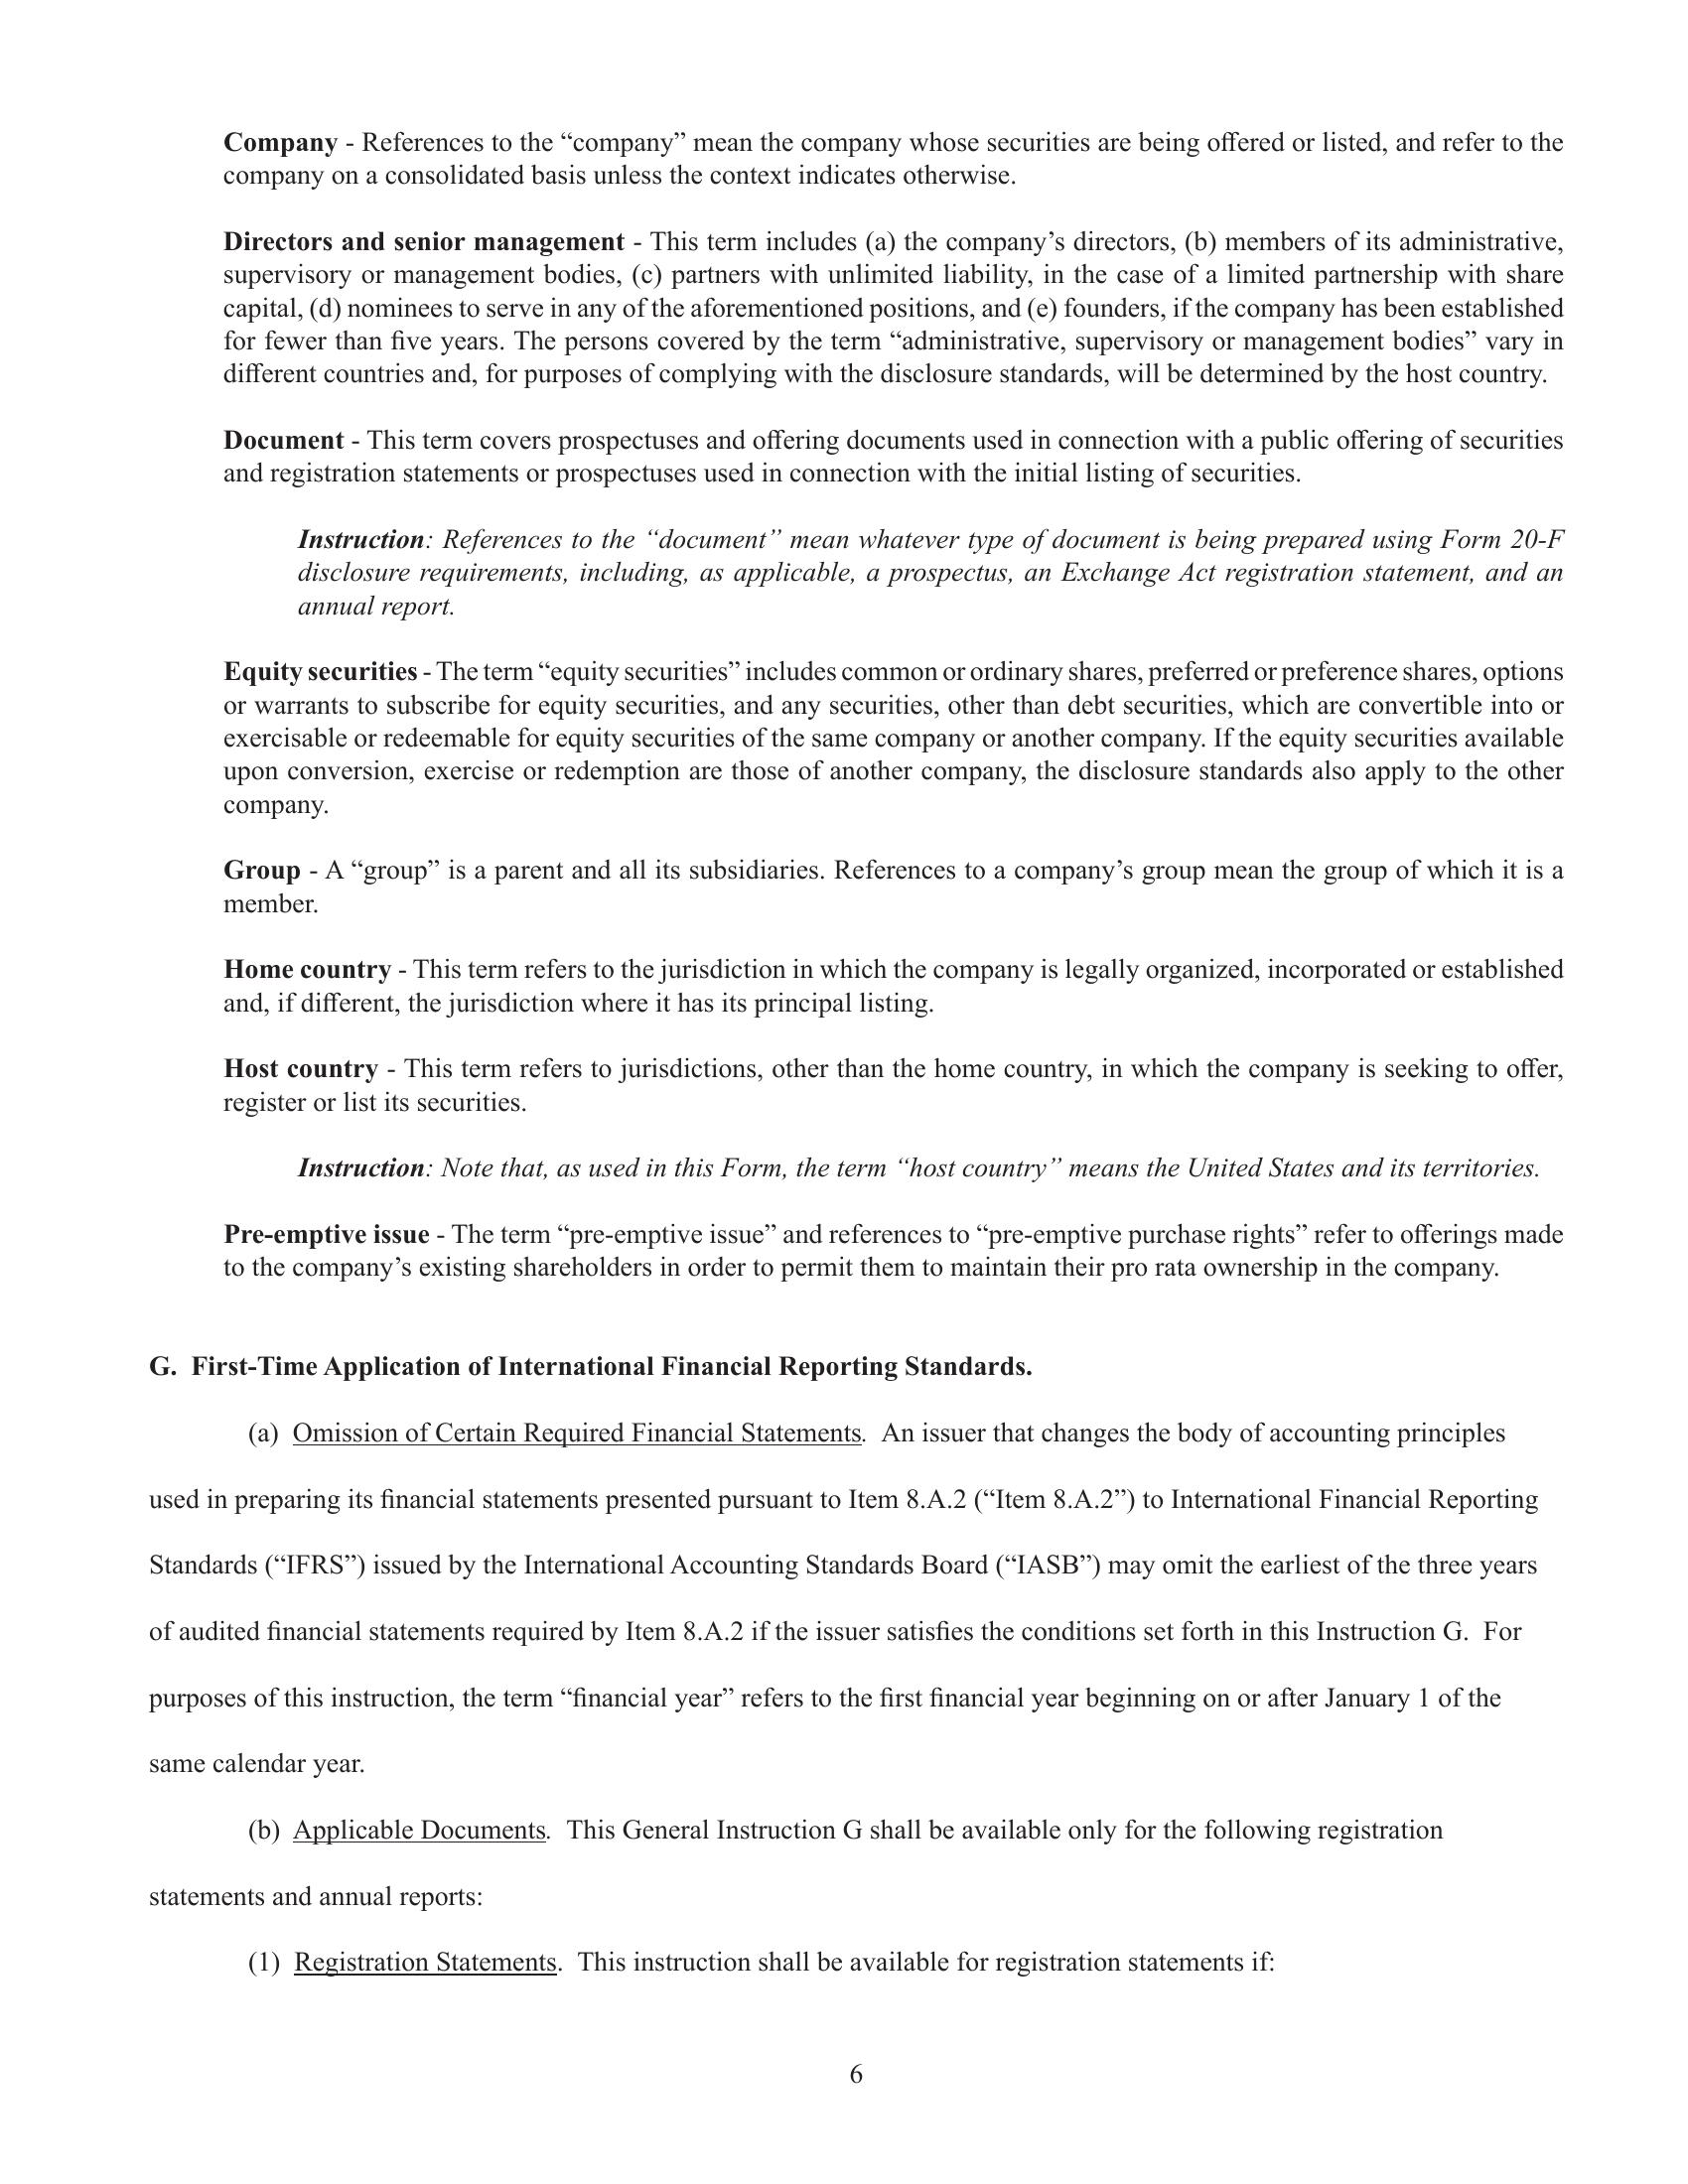 Company - References to the “company” mean the company whose securities are being offered or listed, and refer to the
company on a consolidated basis unless the context indicates otherwise.
Directors and senior management - This term includes (a) the company’s directors, (b) members of its administrative,
supervisory or management bodies, (c) partners with unlimited liability, in the case of a limited partnership with share
capital, (d) nominees to serve in any of the aforementioned positions, and (e) founders, if the company has been established
for fewer than five years. The persons covered by the term “administrative, supervisory or management bodies” vary in
different countries and, for purposes of complying with the disclosure standards, will be determined by the host country.
Document - This term covers prospectuses and offering documents used in connection with a public offering of securities
and registration statements or prospectuses used in connection with the initial listing of securities.
Instruction: References to the “document” mean whatever type of document is being prepared using Form 20-F
disclosure requirements, including, as applicable, a prospectus, an Exchange Act registration statement, and an
annual report.
Equity securities - The term “equity securities” includes common or ordinary shares, preferred or preference shares, options
or warrants to subscribe for equity securities, and any securities, other than debt securities, which are convertible into or
exercisable or redeemable for equity securities of the same company or another company. If the equity securities available
upon conversion, exercise or redemption are those of another company, the disclosure standards also apply to the other
company.
Group - A “group” is a parent and all its subsidiaries. References to a company’s group mean the group of which it is a
member.
Home country - This term refers to the jurisdiction in which the company is legally organized, incorporated or established
and, if different, the jurisdiction where it has its principal listing.
Host country - This term refers to jurisdictions, other than the home country, in which the company is seeking to offer,
register or list its securities.
Instruction: Note that, as used in this Form, the term “host country” means the United States and its territories.
Pre-emptive issue - The term “pre-emptive issue” and references to “pre-emptive purchase rights” refer to offerings made
to the company’s existing shareholders in order to permit them to maintain their pro rata ownership in the company.
G. First-Time Application of International Financial Reporting Standards.
(a) Omission of Certain Required Financial Statements. An issuer that changes the body of accounting principles
used in preparing its financial statements presented pursuant to Item 8.A.2 (“Item 8.A.2”) to International Financial Reporting
Standards (“IFRS”) issued by the International Accounting Standards Board (“IASB”) may omit the earliest of the three years
of audited financial statements required by Item 8.A.2 if the issuer satisfies the conditions set forth in this Instruction G. For
purposes of this instruction, the term “financial year” refers to the first financial year beginning on or after January 1 of the
same calendar year.
(b) Applicable Documents. This General Instruction G shall be available only for the following registration
statements and annual reports:
(1) Registration Statements. This instruction shall be available for registration statements if:
6